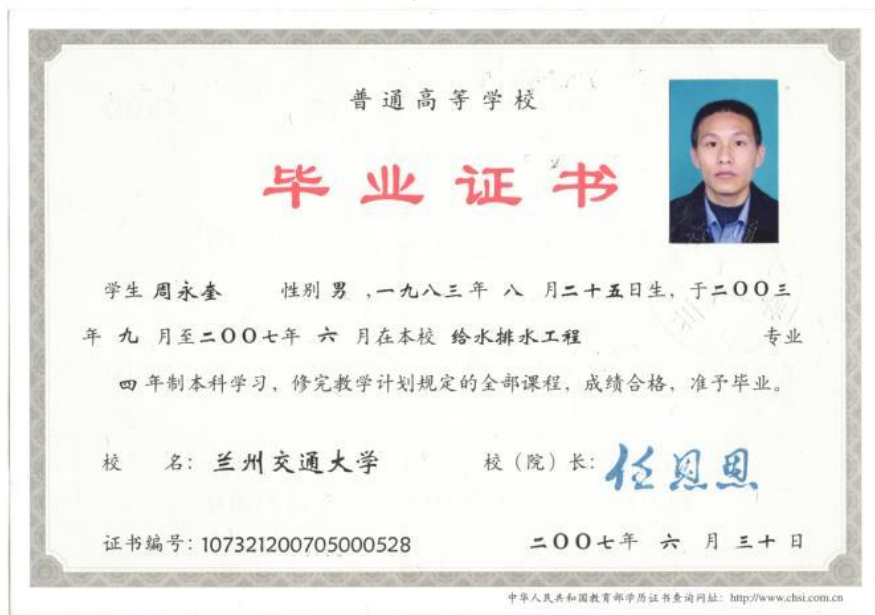 普通高等学校
毕业证书
学生 周永奎 性别 男 ,一九八三年 八 月二十五日生，于二〇〇三
年 九 月至二〇〇七年 六 月在本校 给水排水工程 专业
四 年制本科学习，修完教学计划规定的全部课程，成绩合格，准予毕业。
校 名：兰州交通大学 校（院）长：任恩恩
证书编号：107321200705000528 二〇〇七年 六 月 三十 日
中华人民共和国教育部学历证书查询网址：http://www.chsi.com.cn